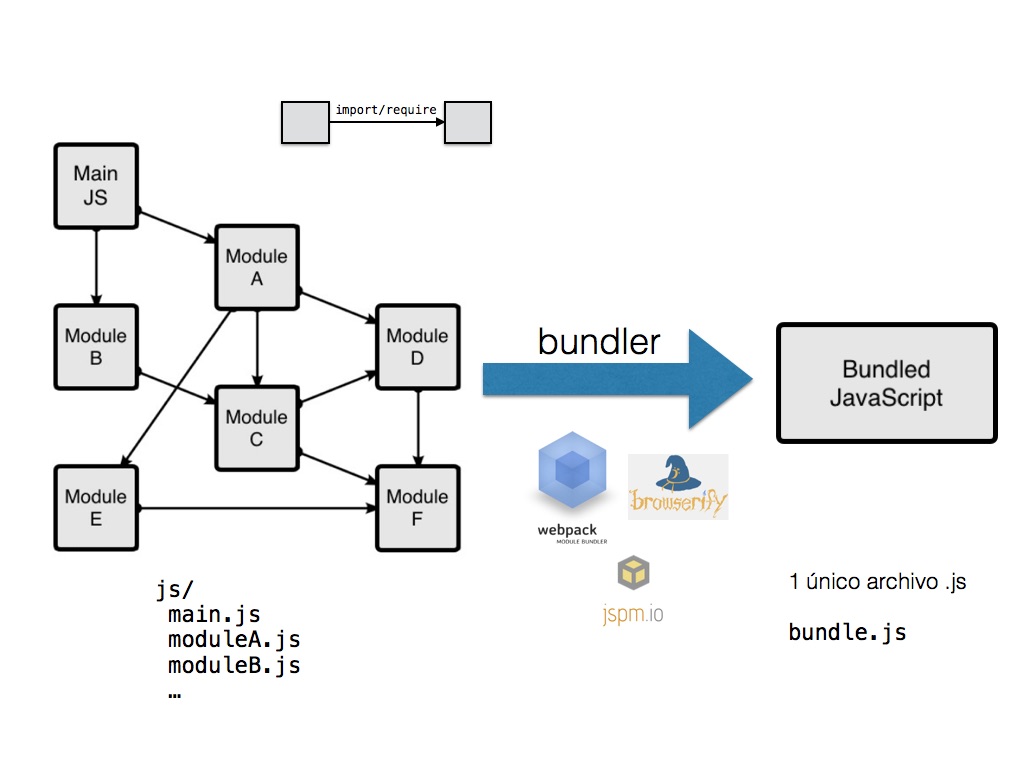 import/require
Main
JS
Module
A
Module
B
Module
D
Module
C
Module
E
Module
F
bundler
Bundled
JavaScript
webpack
MODULE BUNDLER
browserify
jspm.io
js/
main.js
moduleA.js
moduleB.js
…
1 único archivo .js
bundle.js